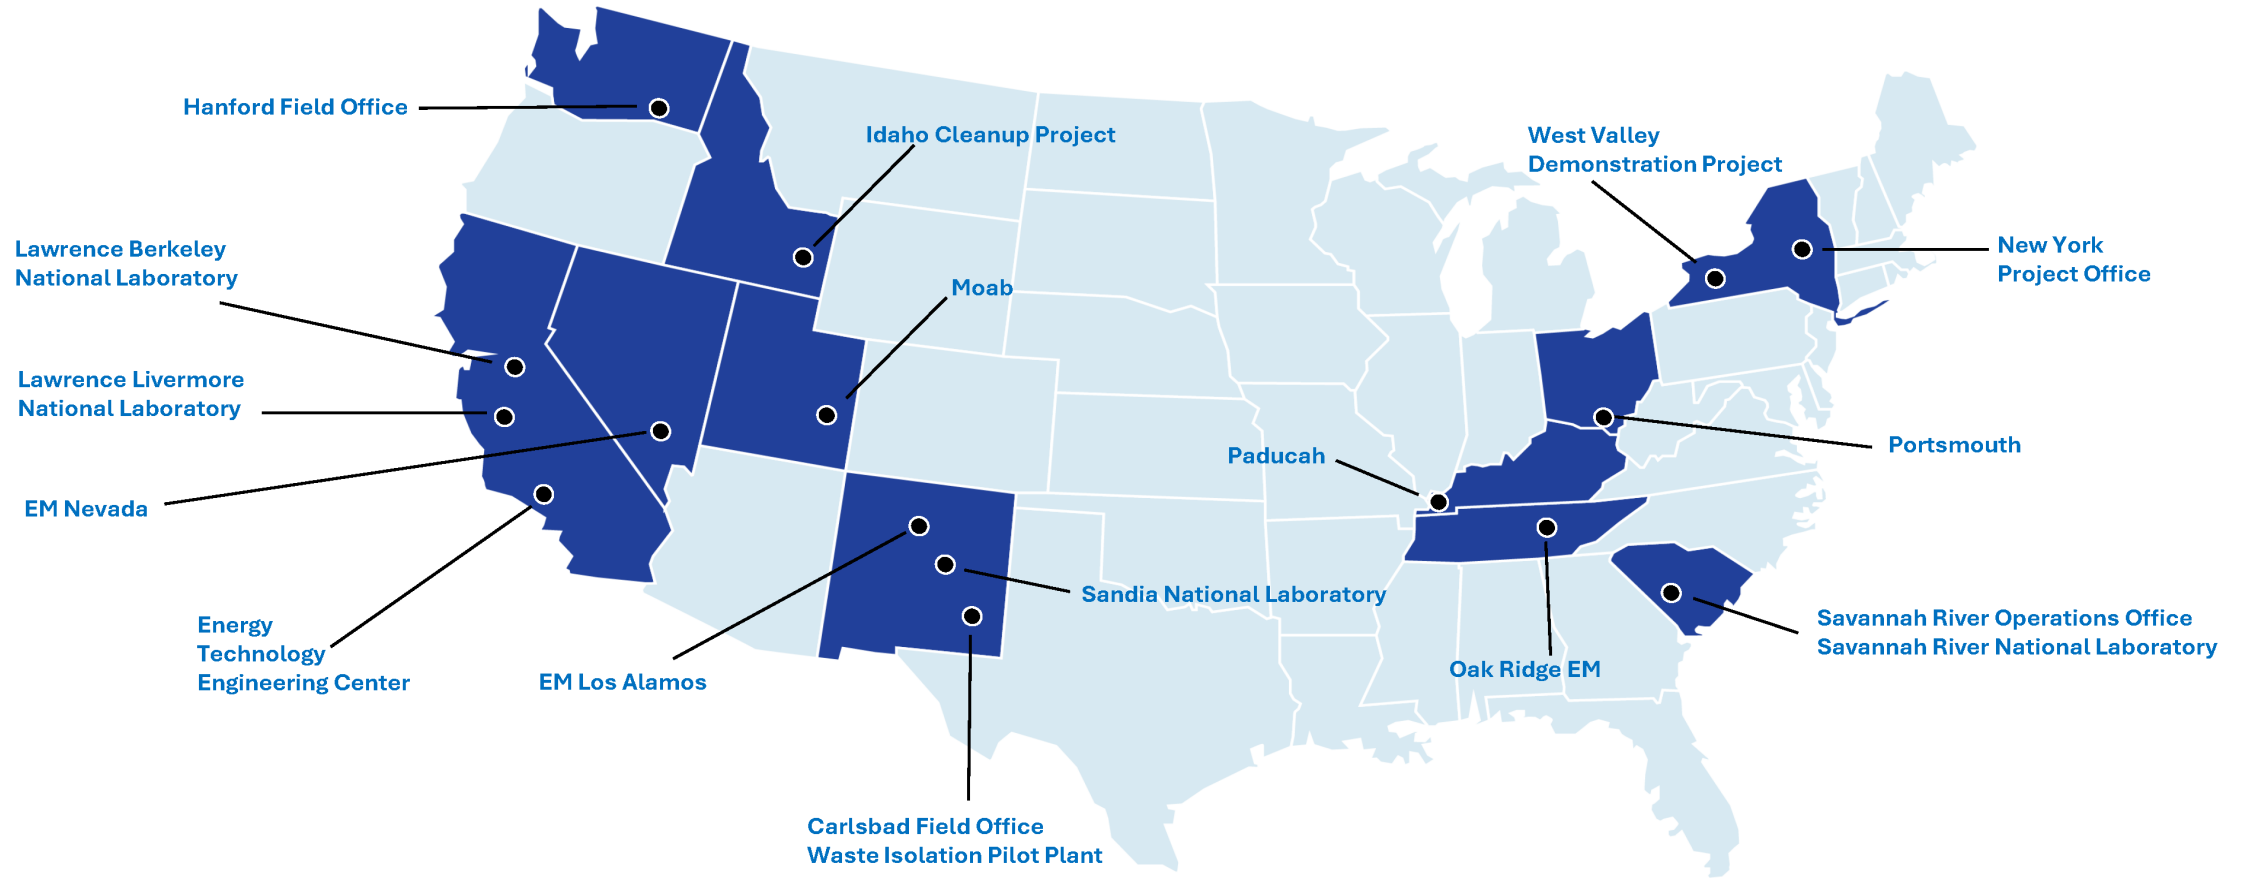 Hanford Field Office
Idaho Cleanup Project
West Valley
Demonstration Project
Lawrence Berkeley
National Laboratory
New York
Project Office
Moab
Lawrence Livermore
National Laboratory
Paducah
Portsmouth
EM Nevada
Sandia National Laboratory
Energy
Technology
Engineering Center
EM Los Alamos
Oak Ridge EM
Savannah River Operations Office
Savannah River National Laboratory
Carlsbad Field Office
Waste Isolation Pilot Plant